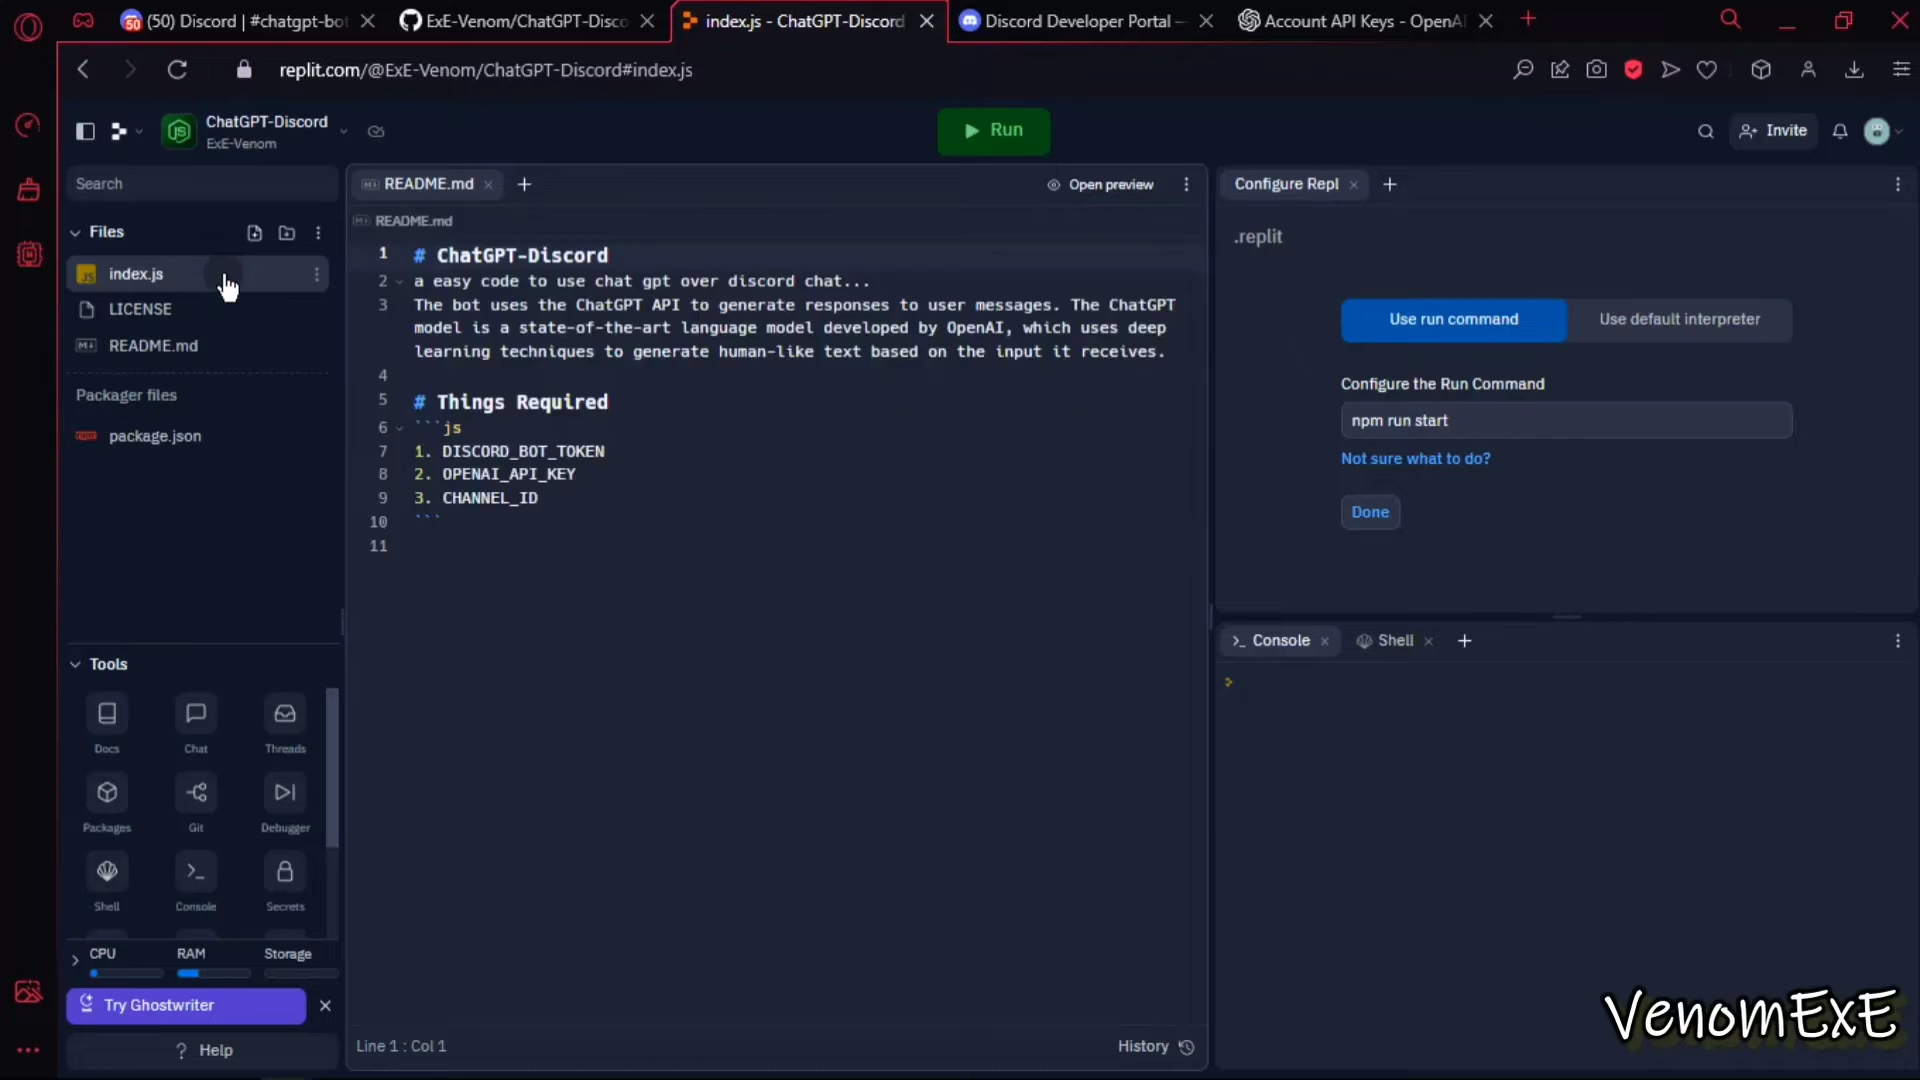 (50) Discord | #chatgpt-bot
ExE-Venom/ChatGPT-Disco
index.js - ChatGPT-Discord
Discord Developer Portal —
Account API Keys - OpenAI
replit.com/@ExE-Venom/ChatGPT-Discord#index.js
ChatGPT-Discord
ExE-Venom
Run
Invite
Search
Files
index.js
LICENSE
README.md
Packager files
package.json
README.md
Open preview
README.md
1 # ChatGPT-Discord
2 a easy code to use chat gpt over discord chat...
3 The bot uses the ChatGPT API to generate responses to user messages. The ChatGPT
model is a state-of-the-art language model developed by OpenAI, which uses deep
learning techniques to generate human-like text based on the input it receives.
4
5 # Things Required
6 ```js
7 1. DISCORD_BOT_TOKEN
8 2. OPENAI_API_KEY
9 3. CHANNEL_ID
10 ```
11
Configure Repl
.replit
Use run command
Use default interpreter
Configure the Run Command
npm run start
Not sure what to do?
Done
Console
Shell
Tools
Docs
Chat
Threads
Packages
Git
Debugger
Shell
Console
Secrets
CPU
RAM
Storage
Try Ghostwriter
? Help
Line 1 : Col 1
History
VenomExE